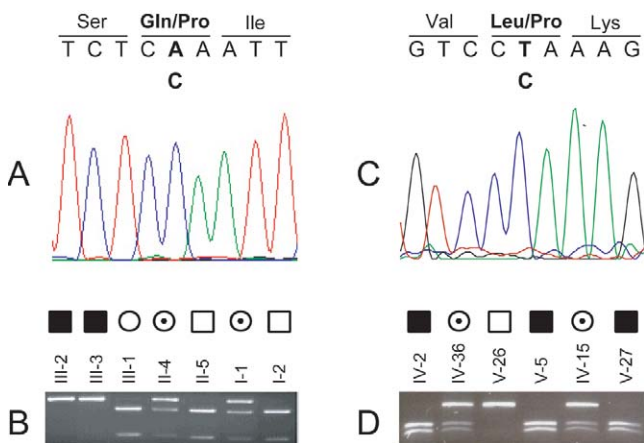 Ser Gln/Pro Ile
T C T C A A A T T
C
A
III-2 III-3 III-1 II-4 II-5 I-1 I-2
B
Val Leu/Pro Lys
G T C C T A A A G
C
C
IV-2 IV-36 V-26 V-5 IV-15 V-27
D